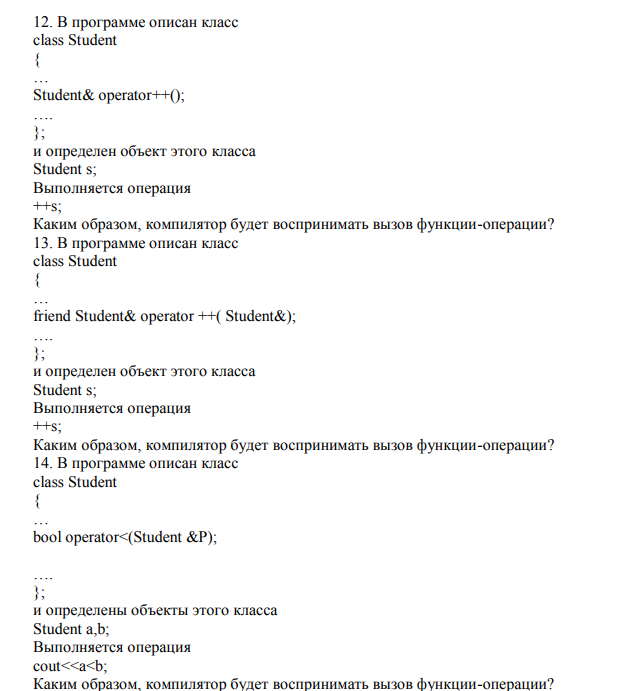 12. В программе описан класс
class Student
{
…
Student& operator++();
….
};
и определен объект этого класса
Student s;
Выполняется операция
++s;
Каким образом, компилятор будет воспринимать вызов функции-операции?
13. В программе описан класс
class Student
{
…
friend Student& operator ++( Student&);
….
};
и определен объект этого класса
Student s;
Выполняется операция
++s;
Каким образом, компилятор будет воспринимать вызов функции-операции?
14. В программе описан класс
class Student
{
…
bool operator<(Student &P);
….
};
и определены объекты этого класса
Student a,b;
Выполняется операция
cout<<a<b;
Каким образом, компилятор будет воспринимать вызов функции-операции?